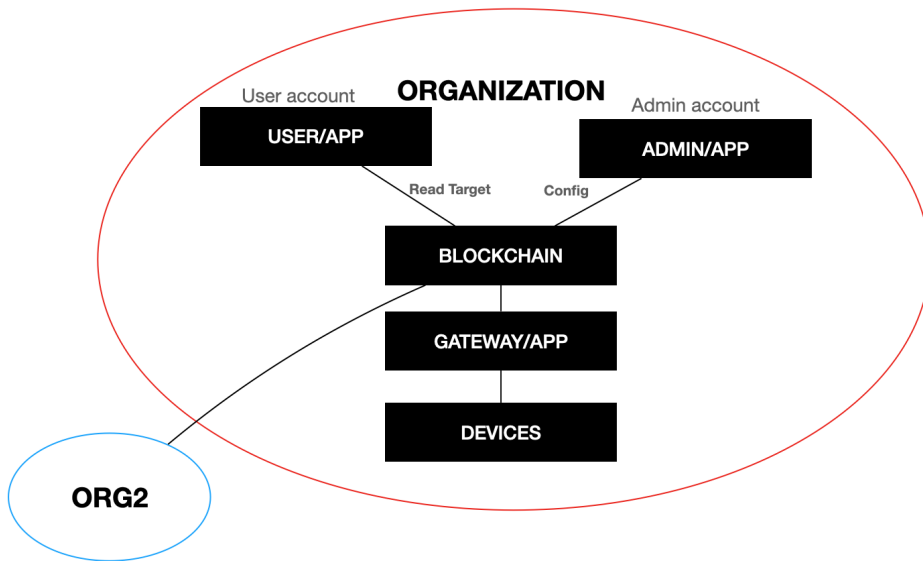 ORGANIZATION
User account
Admin account
USER/APP
ADMIN/APP
Read Target
Config
BLOCKCHAIN
GATEWAY/APP
DEVICES
ORG2